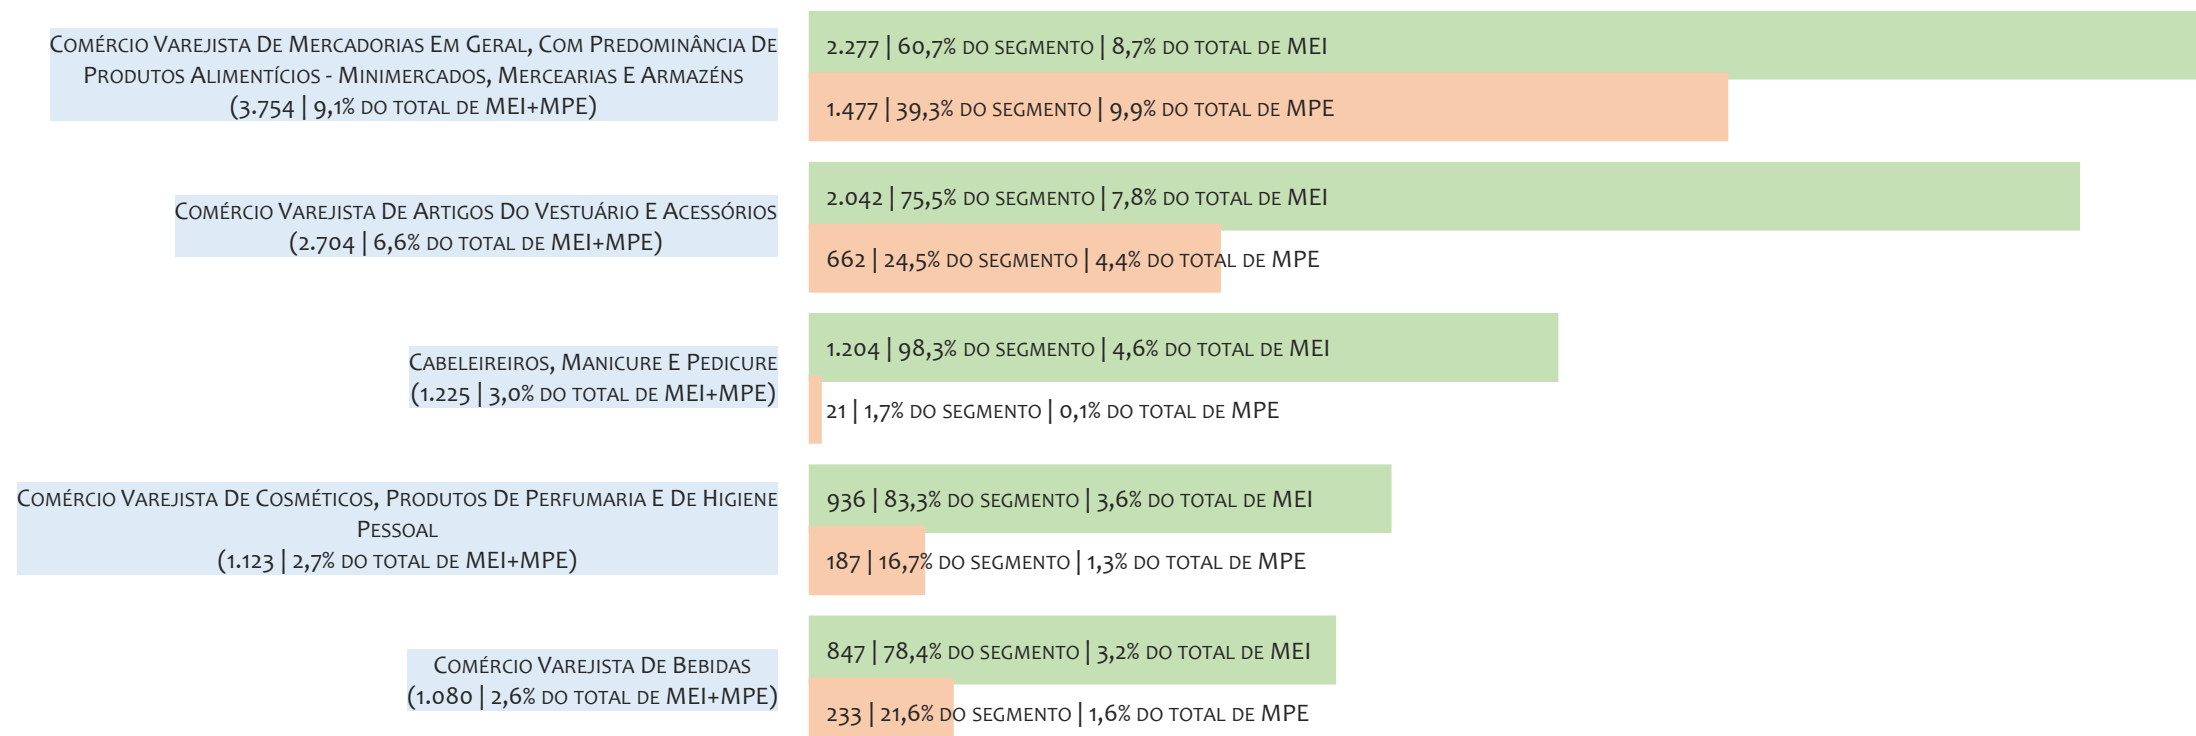 Comércio Varejista De Mercadorias Em Geral, Com Predominância De
Produtos Alimentícios - Minimercados, Mercearias E Armazéns
(3.754 | 9,1% do total de MEI+MPE)
2.277 | 60,7% do segmento | 8,7% do total de MEI
1.477 | 39,3% do segmento | 9,9% do total de MPE
Comércio Varejista De Artigos Do Vestuário E Acessórios
(2.704 | 6,6% do total de MEI+MPE)
2.042 | 75,5% do segmento | 7,8% do total de MEI
662 | 24,5% do segmento | 4,4% do total de MPE
Cabeleireiros, Manicure E Pedicure
(1.225 | 3,0% do total de MEI+MPE)
1.204 | 98,3% do segmento | 4,6% do total de MEI
21 | 1,7% do segmento | 0,1% do total de MPE
Comércio Varejista De Cosméticos, Produtos De Perfumaria E De Higiene
Pessoal
(1.123 | 2,7% do total de MEI+MPE)
936 | 83,3% do segmento | 3,6% do total de MEI
187 | 16,7% do segmento | 1,3% do total de MPE
Comércio Varejista De Bebidas
(1.080 | 2,6% do total de MEI+MPE)
847 | 78,4% do segmento | 3,2% do total de MEI
233 | 21,6% do segmento | 1,6% do total de MPE